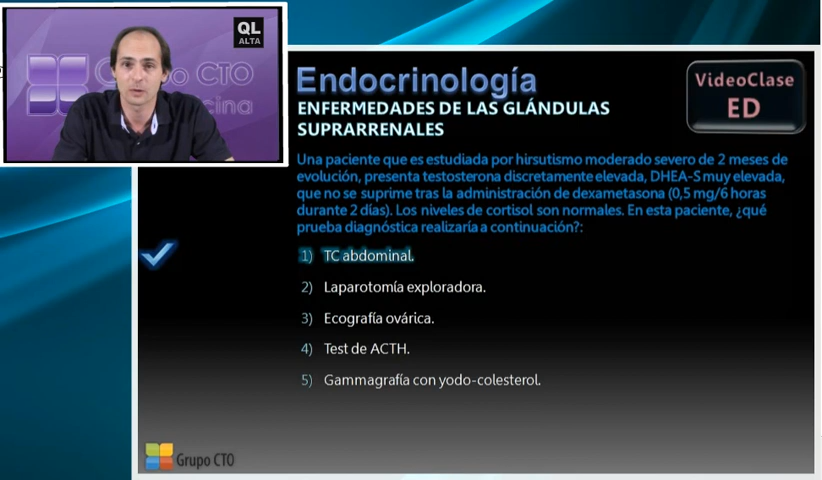 QL
ALTA
Grupo CTO
Medicina
Endocrinología
ENFERMEDADES DE LAS GLÁNDULAS
SUPRARRENALES
VideoClase
ED
Una paciente que es estudiada por hirsutismo moderado severo de 2 meses de
evolución, presenta testosterona discretamente elevada, DHEA-S muy elevada,
que no se suprime tras la administración de dexametasona (0,5 mg/6 horas
durante 2 días). Los niveles de cortisol son normales. En esta paciente, ¿qué
prueba diagnóstica realizaría a continuación?:
1) TC abdominal.
2) Laparotomía exploradora.
3) Ecografía ovárica.
4) Test de ACTH.
5) Gammagrafía con yodo-colesterol.
Grupo CTO